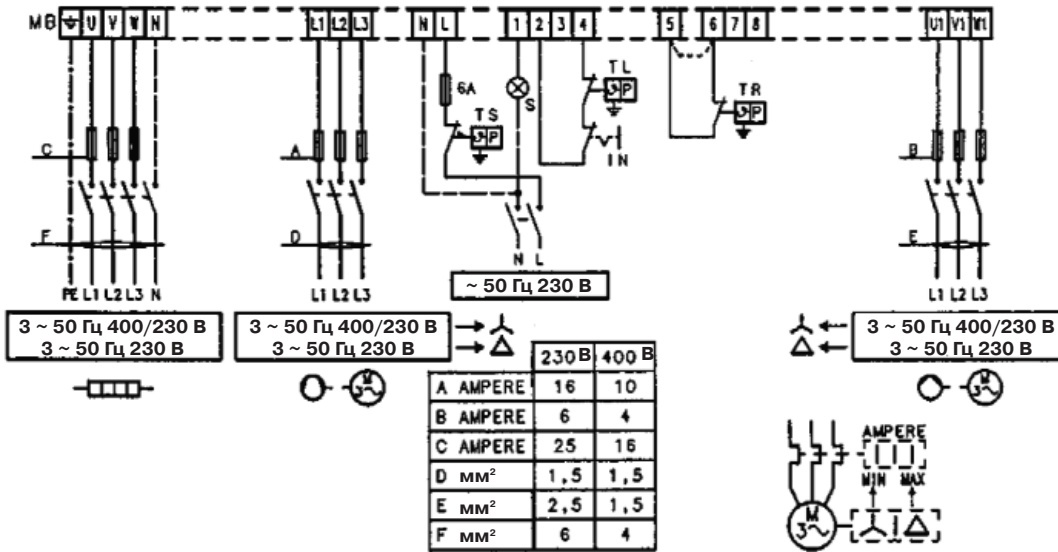 MB U V W N L1 L2 L3 N L 1 2 3 4 5 6 7 8 U1 V1 W1
6A S TL P TR P
TS P
C A IN B
F D E
N L
PE L1 L2 L3 N L1 L2 L3 L1 L2 L3
~ 50 Гц 230 В
3 ~ 50 Гц 400/230 В
3 ~ 50 Гц 230 В
3 ~ 50 Гц 400/230 В
3 ~ 50 Гц 230 В
3 ~ 50 Гц 400/230 В
3 ~ 50 Гц 230 В
M 3~
M 3~
230 В 400 В
A AMPERE 16 10
B AMPERE 6 4
C AMPERE 25 16
D мм² 1,5 1,5
E мм² 2,5 1,5
F мм² 6 4
AMPERE
MIN MAX
M 3~